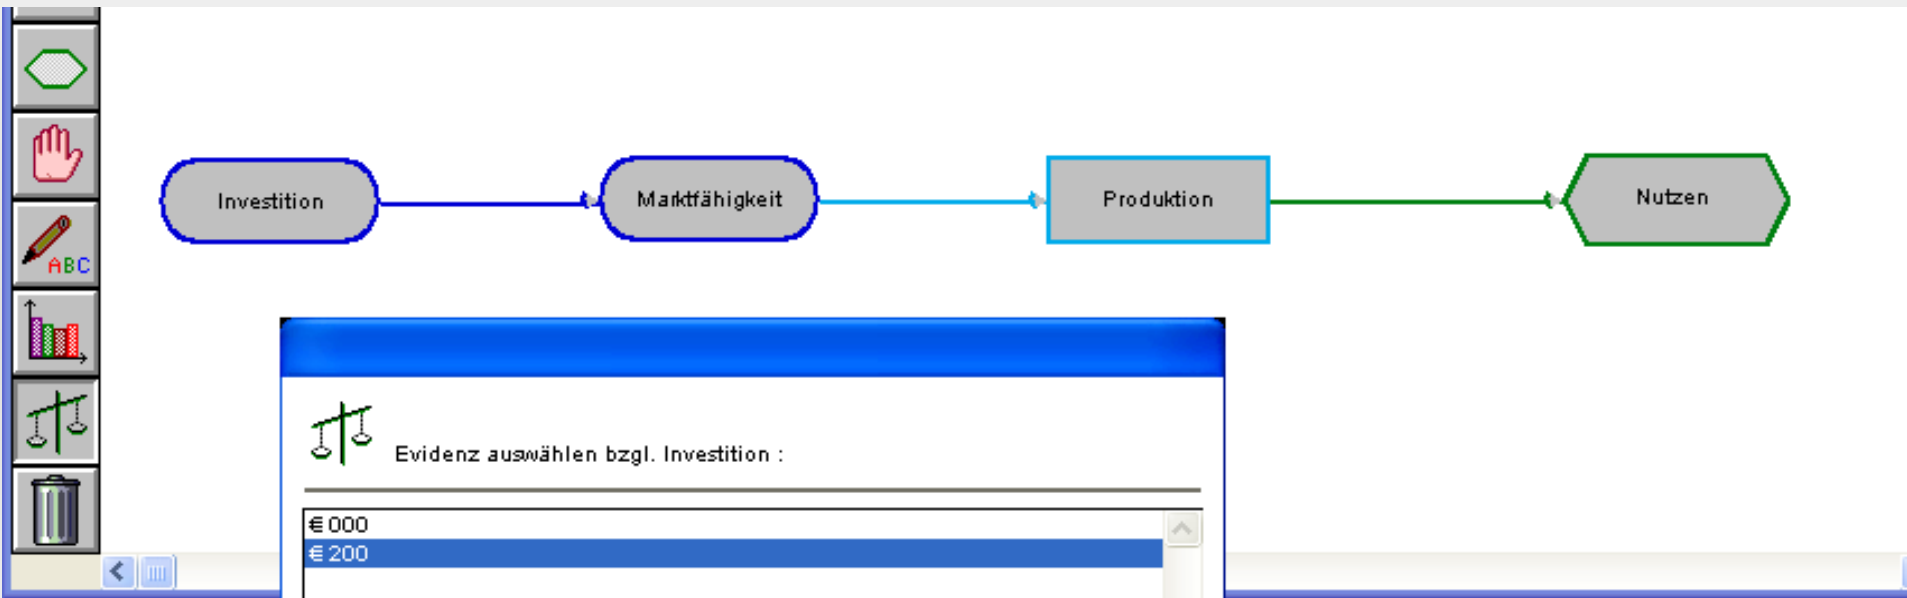 Investition
Marktfähigkeit
Produktion
Nutzen
ABC
Evidenz auswählen bzgl. Investition :
€ 000
€ 200